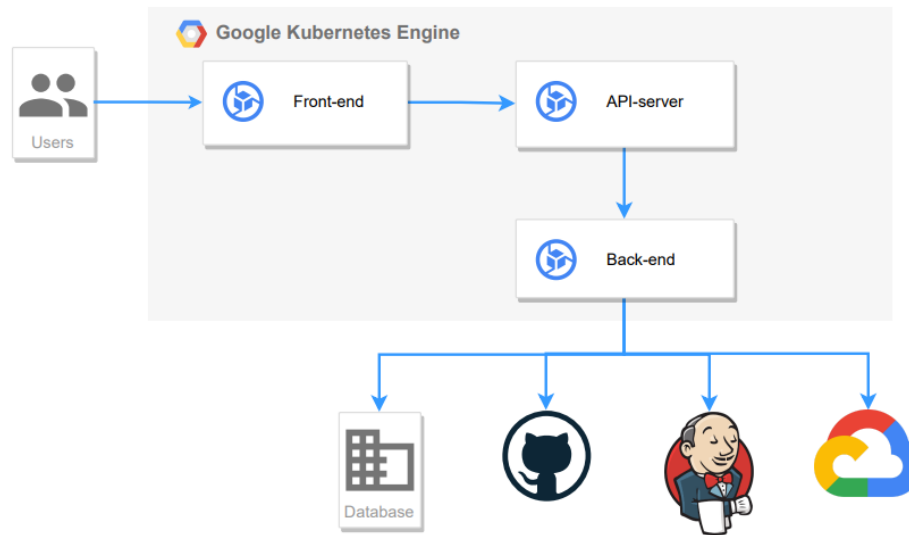 Google Kubernetes Engine
Users
Front-end
API-server
Back-end
Database